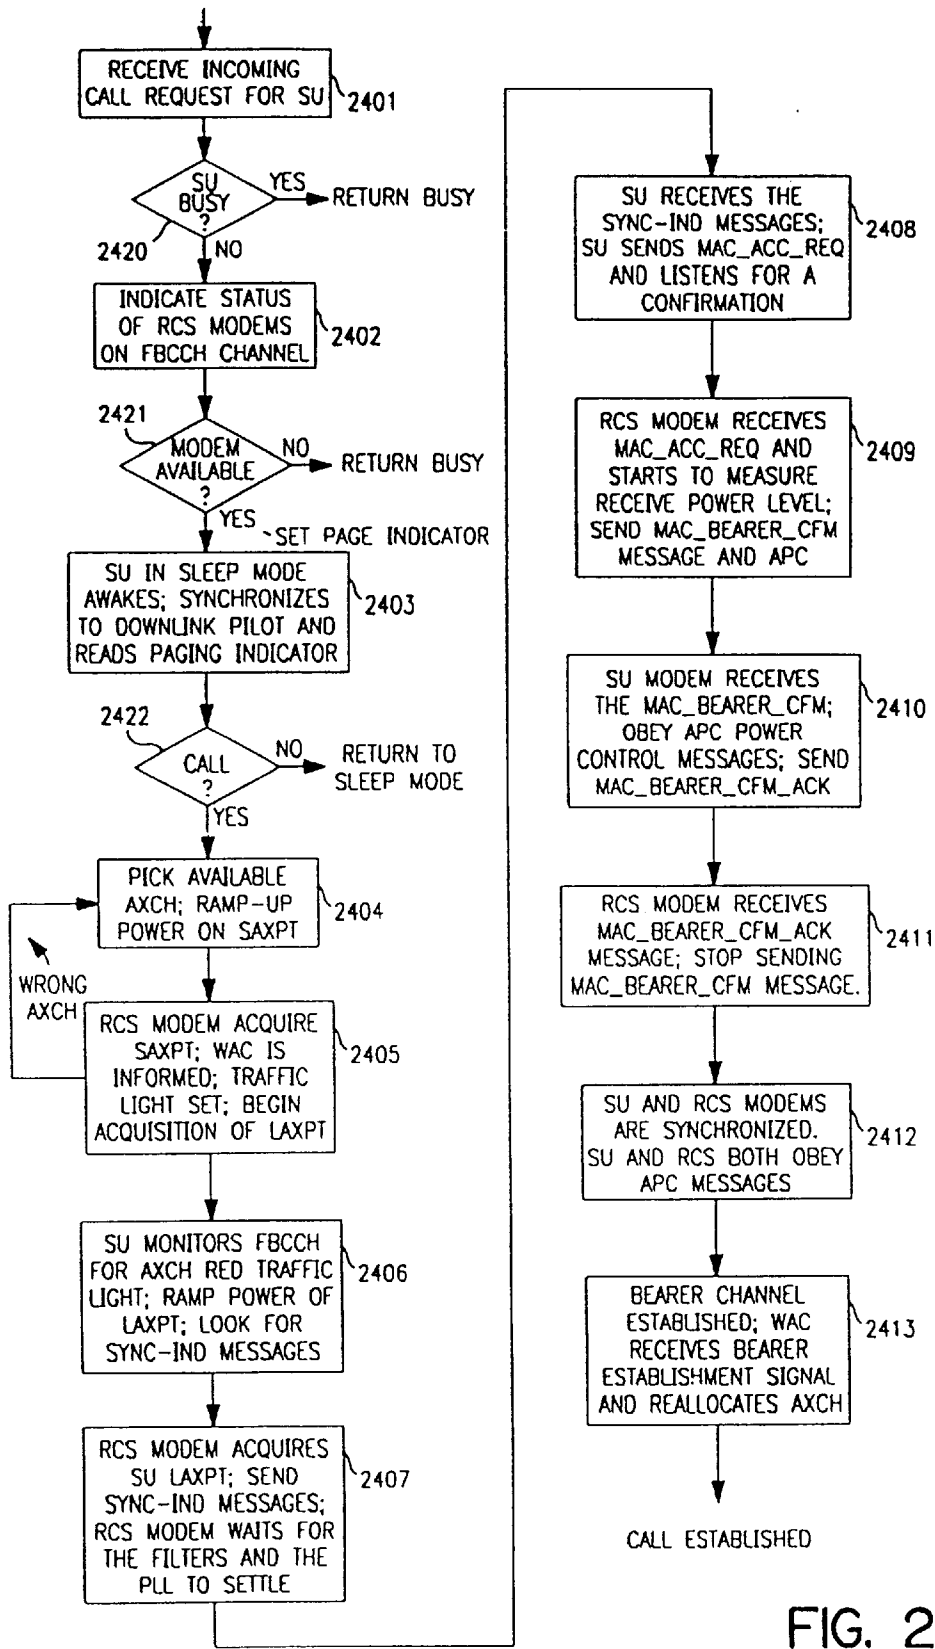 RECEIVE INCOMING
CALL REQUEST FOR SU
2401
SU
BUSY
?
YES
RETURN BUSY
2420
NO
INDICATE STATUS
OF RCS MODEMS
ON FBCCH CHANNEL
2402
2421
MODEM
AVAILABLE
?
NO
RETURN BUSY
YES
SET PAGE INDICATOR
SU IN SLEEP MODE
AWAKES; SYNCHRONIZES
TO DOWNLINK PILOT AND
READS PAGING INDICATOR
2403
2422
CALL
?
NO
RETURN TO
SLEEP MODE
YES
PICK AVAILABLE
AXCH; RAMP-UP
POWER ON SAXPT
2404
WRONG
AXCH
RCS MODEM ACQUIRE
SAXPT; WAC IS
INFORMED; TRAFFIC
LIGHT SET; BEGIN
ACQUISITION OF LAXPT
2405
SU MONITORS FBCCH
FOR AXCH RED TRAFFIC
LIGHT; RAMP POWER OF
LAXPT; LOOK FOR
SYNC-IND MESSAGES
2406
RCS MODEM ACQUIRES
SU LAXPT; SEND
SYNC-IND MESSAGES;
RCS MODEM WAITS FOR
THE FILTERS AND THE
PLL TO SETTLE
2407
SU RECEIVES THE
SYNC-IND MESSAGES;
SU SENDS MAC_ACC_REQ
AND LISTENS FOR A
CONFIRMATION
2408
RCS MODEM RECEIVES
MAC_ACC_REQ AND
STARTS TO MEASURE
RECEIVE POWER LEVEL;
SEND MAC_BEARER_CFM
MESSAGE AND APC
2409
SU MODEM RECEIVES
THE MAC_BEARER_CFM;
OBEY APC POWER
CONTROL MESSAGES; SEND
MAC_BEARER_CFM_ACK
2410
RCS MODEM RECEIVES
MAC_BEARER_CFM_ACK
MESSAGE; STOP SENDING
MAC_BEARER_CFM MESSAGE.
2411
SU AND RCS MODEMS
ARE SYNCHRONIZED.
SU AND RCS BOTH OBEY
APC MESSAGES
2412
BEARER CHANNEL
ESTABLISHED; WAC
RECEIVES BEARER
ESTABLISHMENT SIGNAL
AND REALLOCATES AXCH
2413
CALL ESTABLISHED
FIG. 2